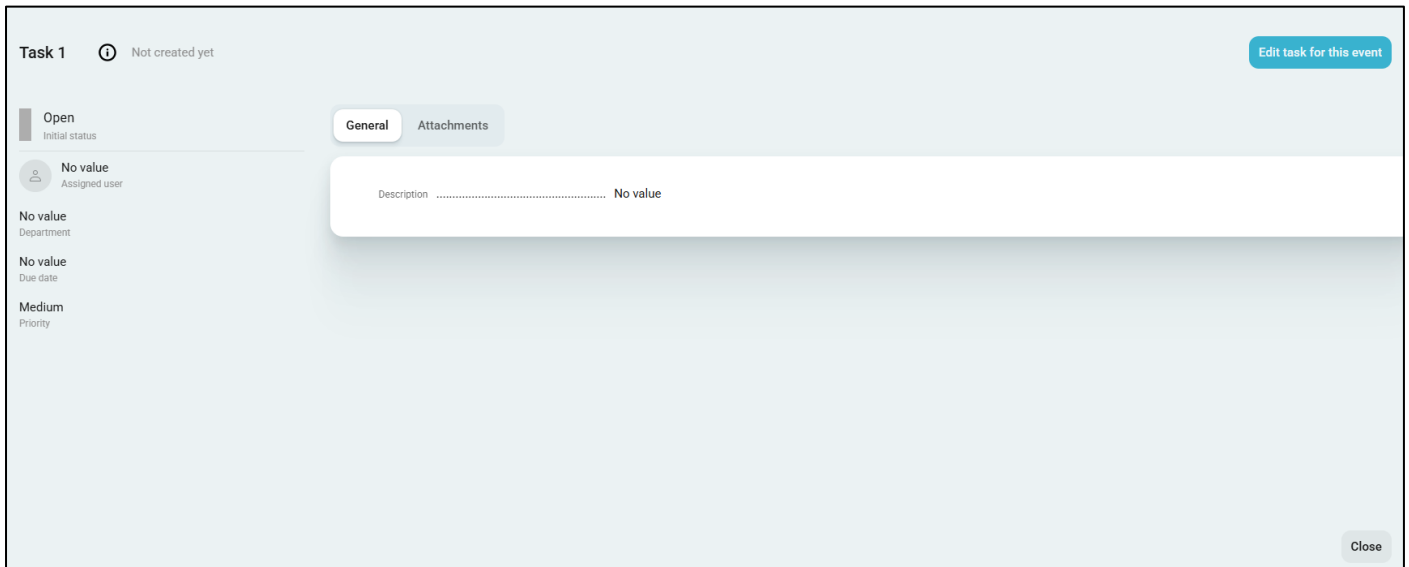 Task 1
Not created yet
Edit task for this event
Open
Initial status
General
Attachments
No value
Assigned user
Description ..................................................... No value
No value
Department
No value
Due date
Medium
Priority
Close